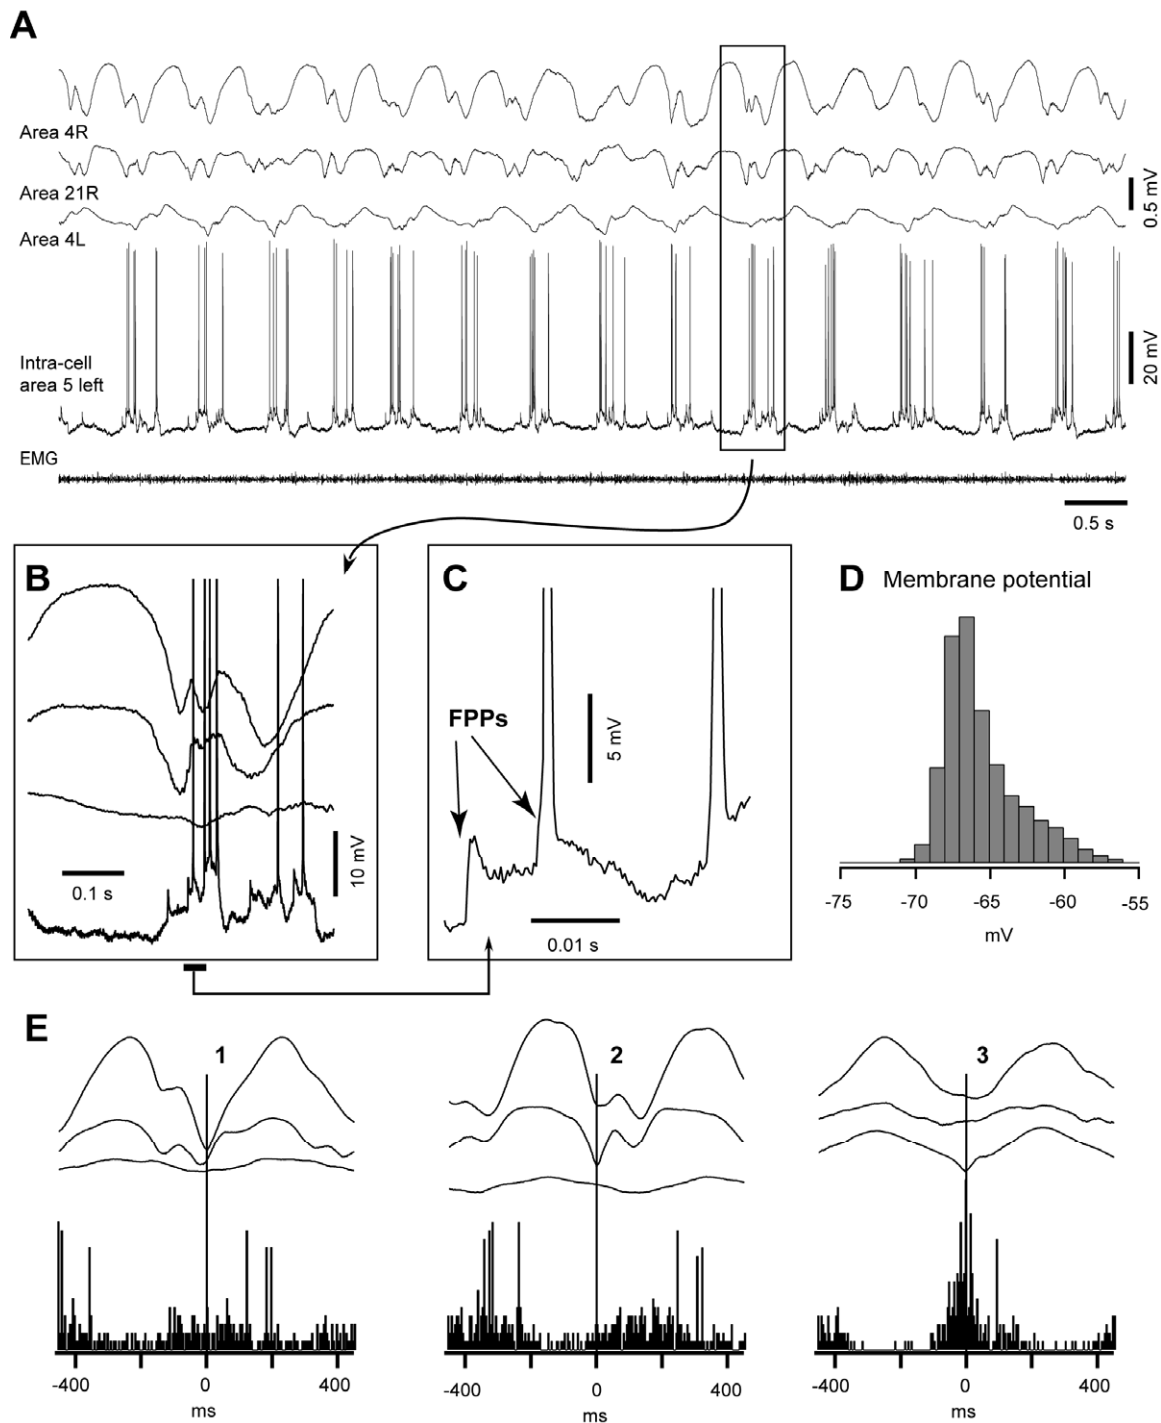 A
Area 4R
Area 21R
Area 4L
0.5 mV
Intra-cell
area 5 left
20 mV
EMG
0.5 s
B
0.1 s
10 mV
C
FPPs
5 mV
0.01 s
D Membrane potential
-75 -70 -65 -60 -55
mV
E
1
2
3
-400 0 400
ms
-400 0 400
ms
-400 0 400
ms